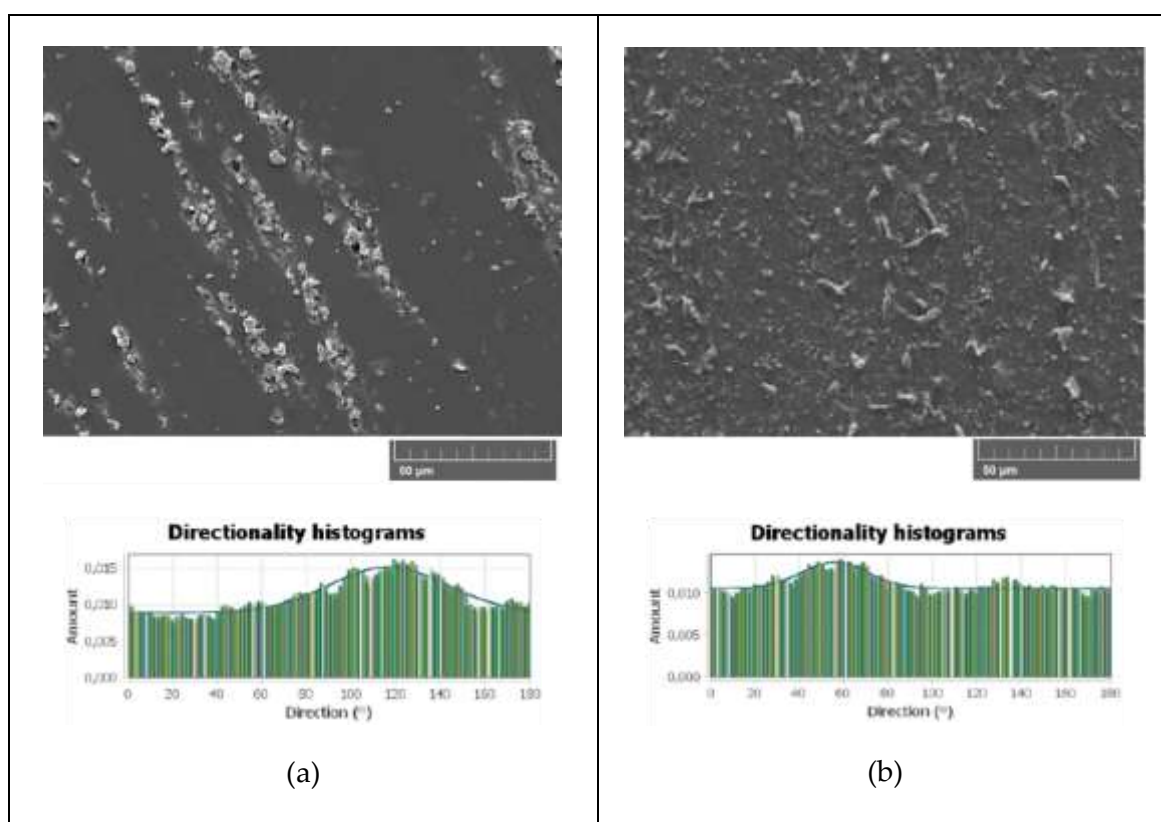 60 µm
Directionality histograms
Amount
0,015
0,010
0,005
0,000
0 20 40 60 80 100 120 140 160 180
Direction (°)
(a)
50 µm
Directionality histograms
Amount
0,010
0,005
0,000
0 20 40 60 80 100 120 140 160 180
Direction (°)
(b)